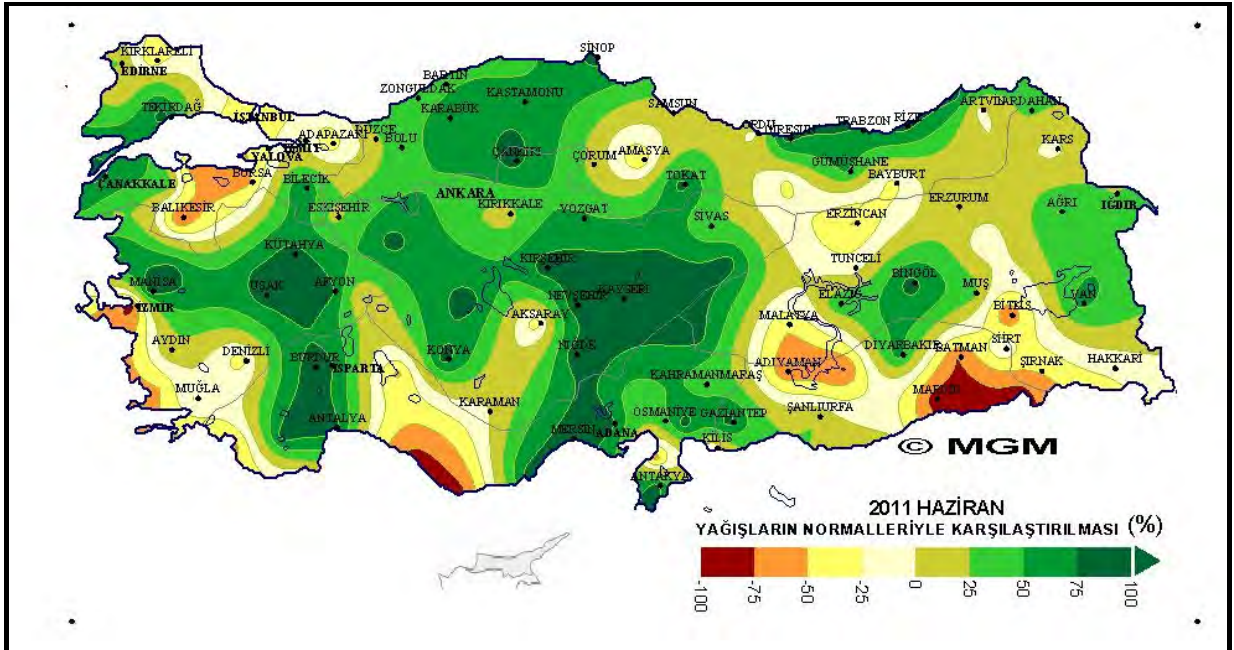 SİNOP
KIRKLARELİ
EDİRNE
BARTIN
ZONGULDAK
KASTAMONU
KARABÜK
TEKİRDAĞ
SAMSUN
ARTVİN
ARDAHAN
İSTANBUL
ORDU
TRABZON
RİZE
ADAPAZARI
DÜZCE
BOLU
KARS
YALOVA
ÇANKIRI
ÇORUM
AMASYA
GÜMÜŞHANE
BURSA
ÇANAKKALE
BİLECİK
TOKAT
BAYBURT
ANKARA
BALIKESİR
ESKİŞEHİR
KIRIKKALE
YOZGAT
SİVAS
ERZİNCAN
ERZURUM
AĞRI
IĞDIR
KÜTAHYA
KIRŞEHİR
TUNCELİ
MANİSA
UŞAK
AFYON
NEVŞEHİR
KAYSERİ
BİNGÖL
ELAZIĞ
MUŞ
VAN
İZMİR
AKSARAY
MALATYA
BİTLİS
AYDIN
DENİZLİ
BURDUR
ISPARTA
KONYA
NİĞDE
DİYARBAKIR
BATMAN
SİİRT
ŞIRNAK
HAKKARİ
ADIYAMAN
KAHRAMANMARAŞ
MUĞLA
ANTALYA
KARAMAN
MERSİN
ADANA
OSMANİYE
GAZİANTEP
ŞANLIURFA
MARDİN
KİLİS
ANTAKYA
© MGM
2011 HAZİRAN
YAĞIŞLARIN NORMALLERİYLE KARŞILAŞTIRILMASI (%)
-100 -75 -50 -25 0 25 50 75 100